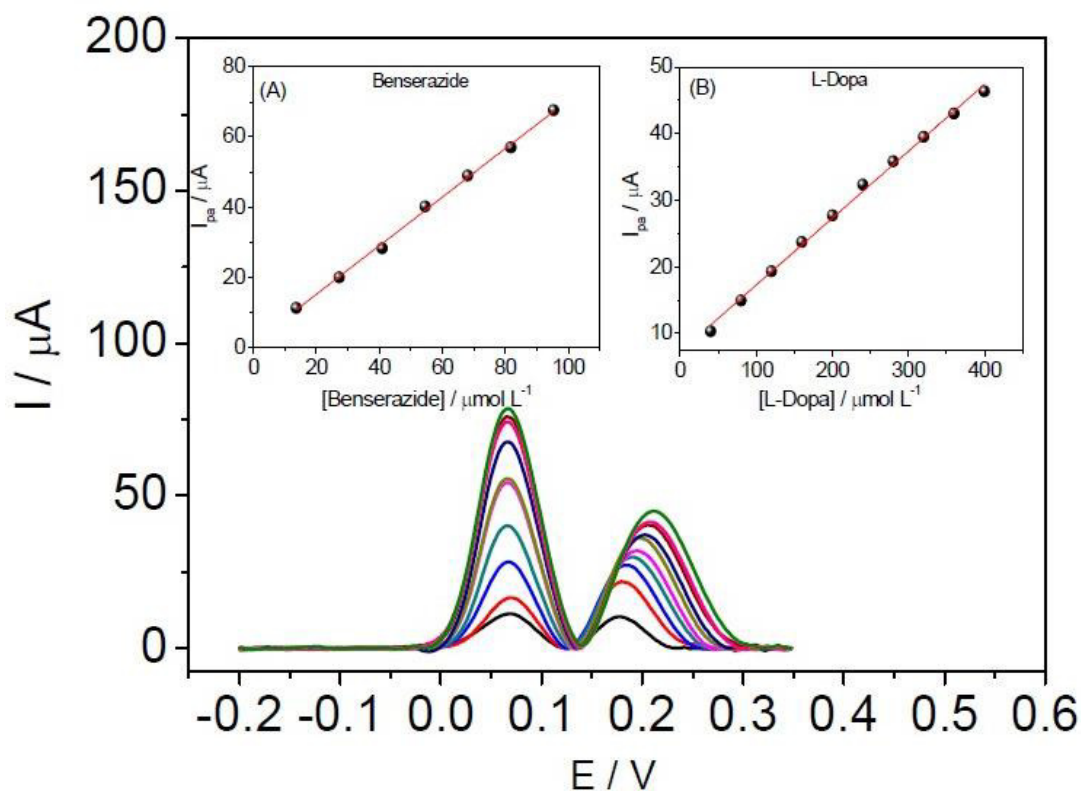 200
150
100
50
0
I / μA
-0.2 -0.1 0.0 0.1 0.2 0.3 0.4 0.5 0.6
E / V
(A) Benserazide
80
60
40
20
0
I_pa / μA
0 20 40 60 80 100
[Benserazide] / μmol L⁻¹
(B) L-Dopa
50
40
30
20
10
I_pa / μA
0 100 200 300 400
[L-Dopa] / μmol L⁻¹